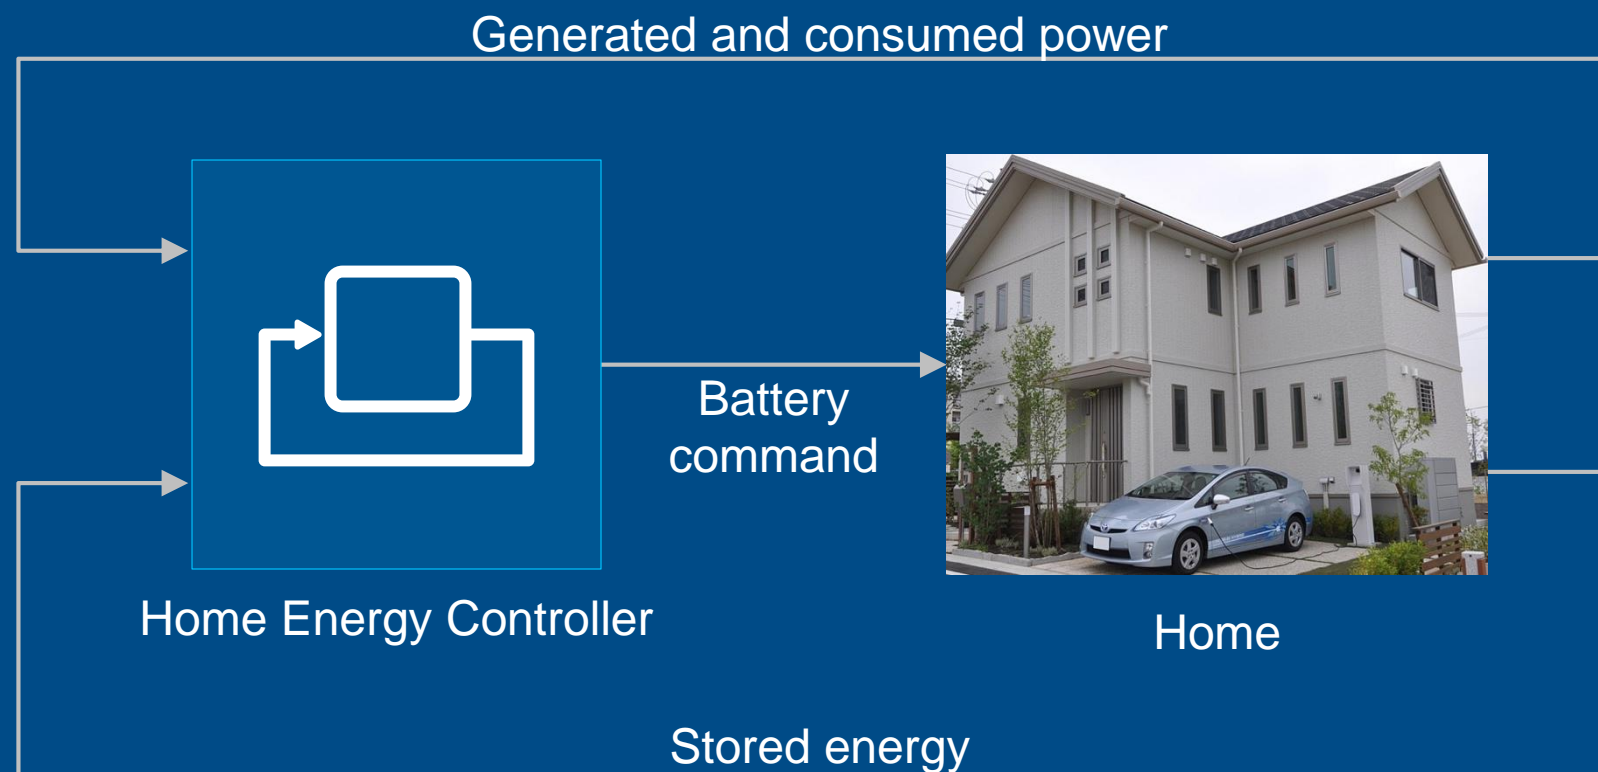 Generated and consumed power
Battery
command
Home Energy Controller
Home
Stored energy